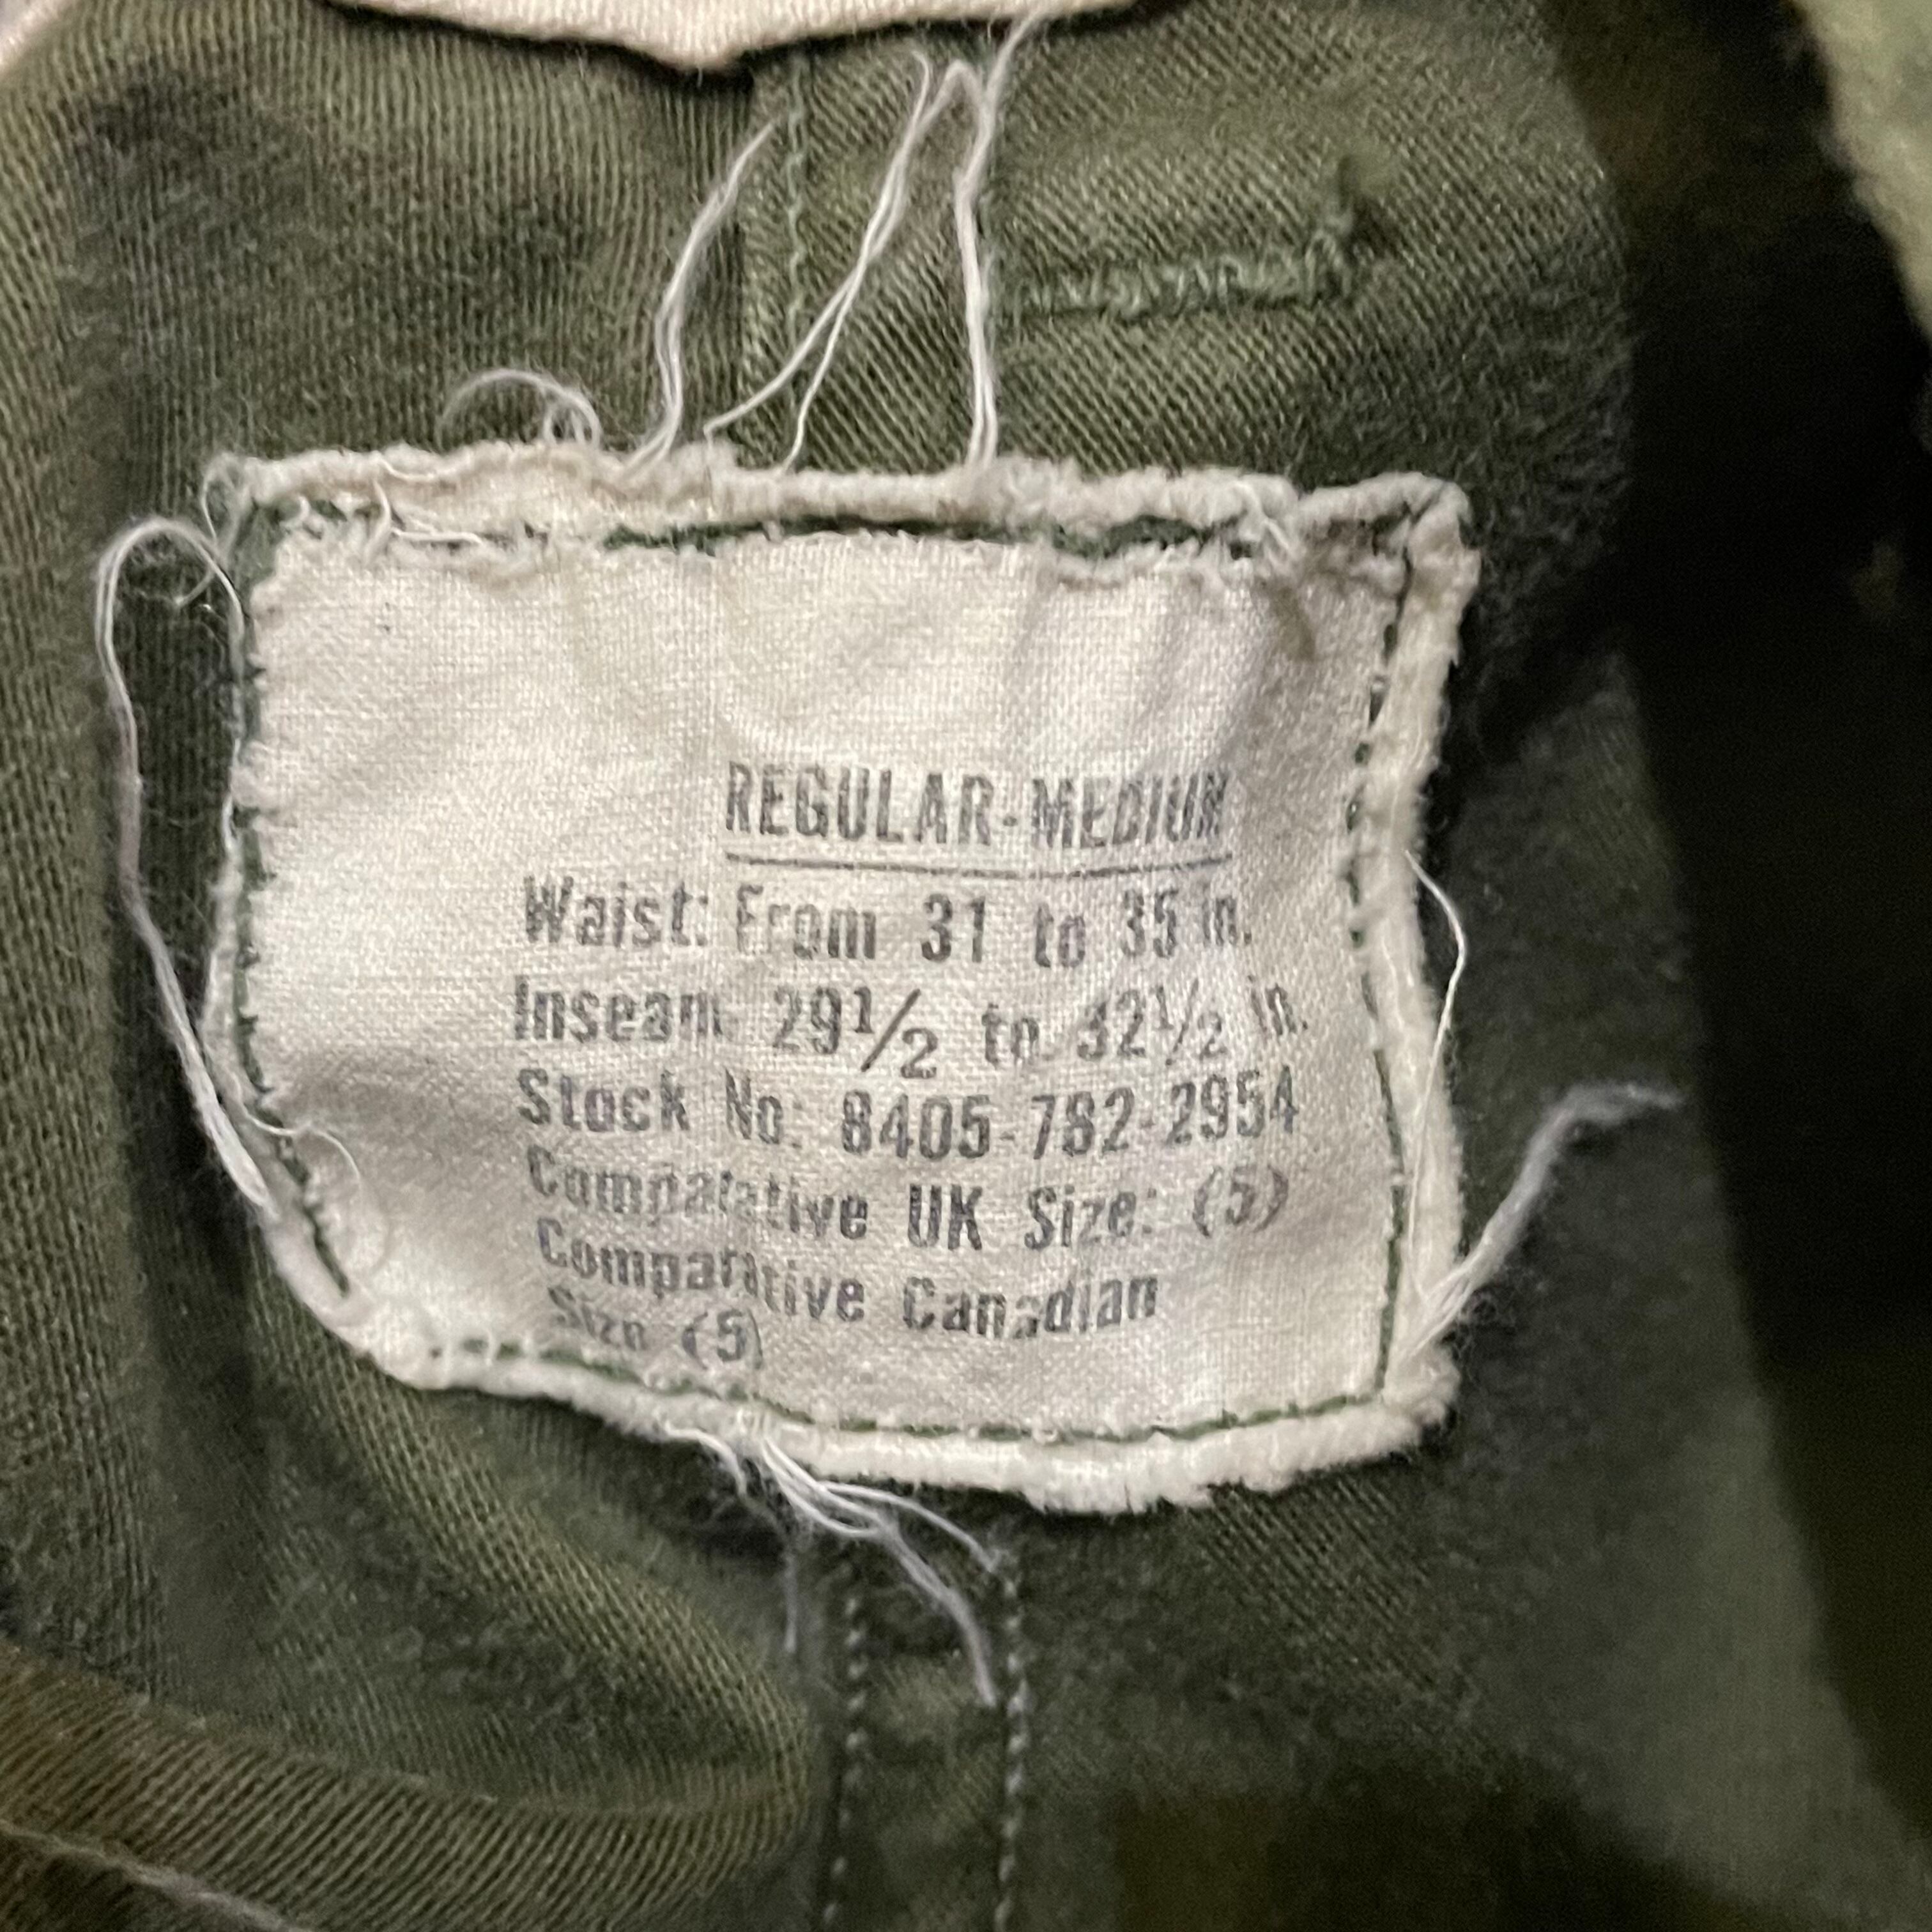 REGULAR-MEDIUM
Waist: From 31 to 35 in.
Inseam 29½ to 32½ in.
Stock No: 8405-782-2954
Comparative UK Size: (5)
Comparative Canadian
Size (5)